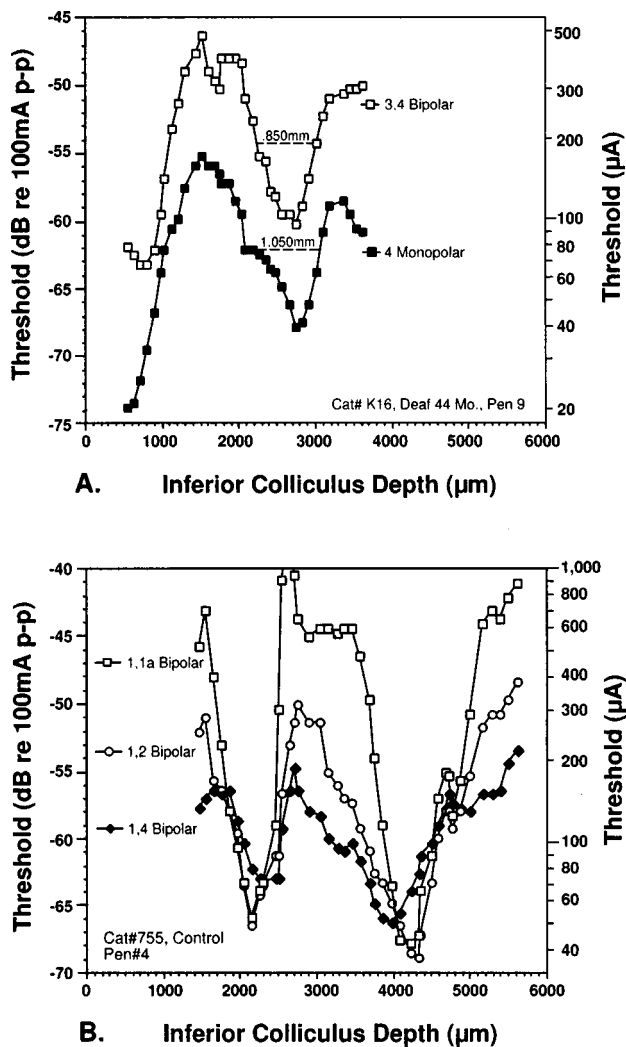 -45
-50
-55
-60
-65
-70
-75
Threshold (dB re 100mA p-p)
500
300
200
100
80
60
40
20
Threshold (µA)
3.4 Bipolar
.850mm
1.050mm
4 Monopolar
Cat# K16, Deaf 44 Mo., Pen 9
0 1000 2000 3000 4000 5000 6000
A. Inferior Colliculus Depth (µm)
-40
-45
-50
-55
-60
-65
-70
Threshold (dB re 100mA p-p)
1,000
800
600
400
300
200
100
80
60
40
Threshold (µA)
1,1a Bipolar
1,2 Bipolar
1,4 Bipolar
Cat#755, Control
Pen#4
0 1000 2000 3000 4000 5000 6000
B. Inferior Colliculus Depth (µm)